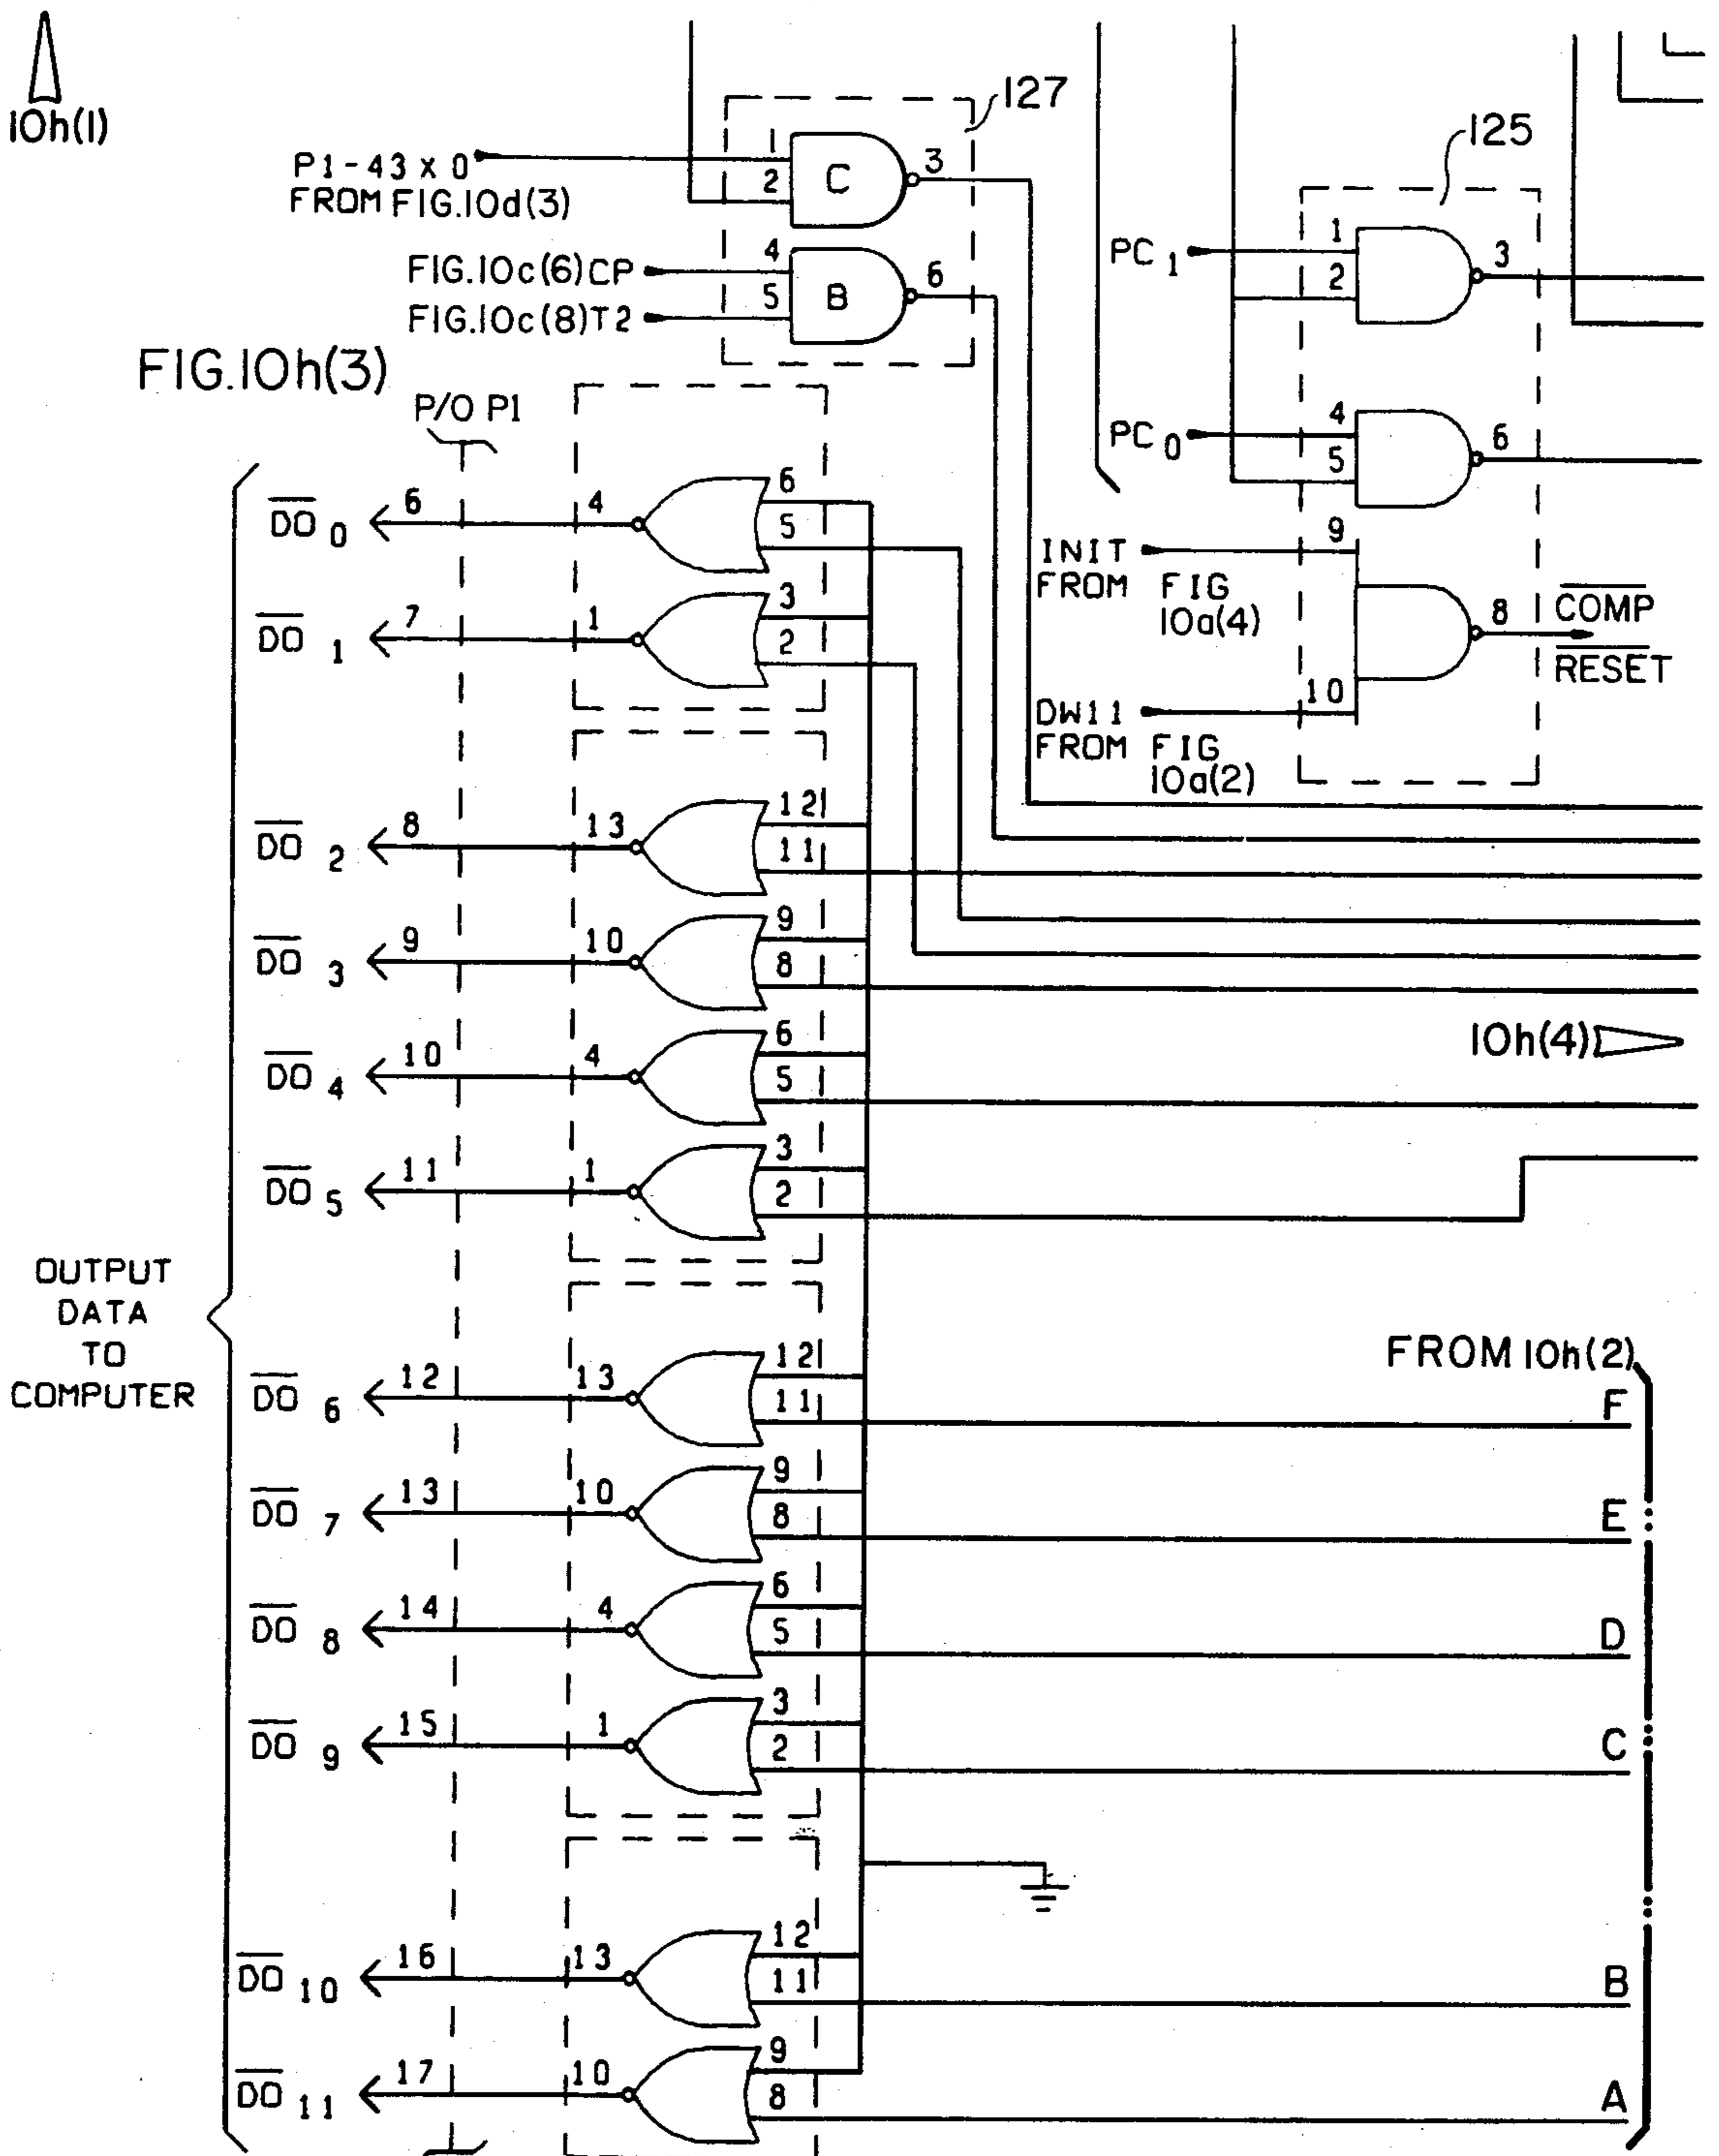 10h(1)
127
P1-43 x 0
FROM FIG.10d(3)
1
2
C
3
FIG.10c(6)CP
FIG.10c(8)T2
4
5
B
6
125
PC 1
1
2
3
PC 0
4
5
6
INIT
FROM FIG
10a(4)
9
8
COMP
RESET
DW11
FROM FIG
10a(2)
10
FIG.10h(3)
P/O P1
DO 0
6
4
6
5
DO 1
7
1
3
2
DO 2
8
13
12
11
DO 3
9
10
9
8
10h(4)
DO 4
10
4
6
5
DO 5
11
1
3
2
OUTPUT
DATA
TO
COMPUTER
FROM 10h(2)
DO 6
12
13
12
11
F
DO 7
13
10
9
8
E
DO 8
14
4
6
5
D
DO 9
15
1
3
2
C
DO 10
16
13
12
11
B
DO 11
17
10
9
8
A